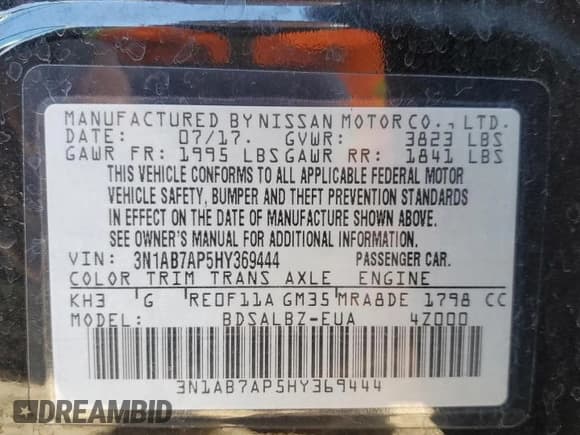 MANUFACTURED BY NISSAN MOTOR CO., LTD.
DATE: 07/17. GVWR: 3823 LBS
GAWR FR: 1995 LBS GAWR RR: 1841 LBS
THIS VEHICLE CONFORMS TO ALL APPLICABLE FEDERAL MOTOR
VEHICLE SAFETY, BUMPER AND THEFT PREVENTION STANDARDS
IN EFFECT ON THE DATE OF MANUFACTURE SHOWN ABOVE.
SEE OWNER'S MANUAL FOR ADDITIONAL INFORMATION.
VIN: 3N1AB7AP5HY369444 PASSENGER CAR.
COLOR TRIM TRANS AXLE ENGINE
KH3 G RE0F11A GM35 MRA8DE 1798 CC
MODEL: BDSALBZ-EUA 4Z000
3N1AB7AP5HY369444
DREAMBID